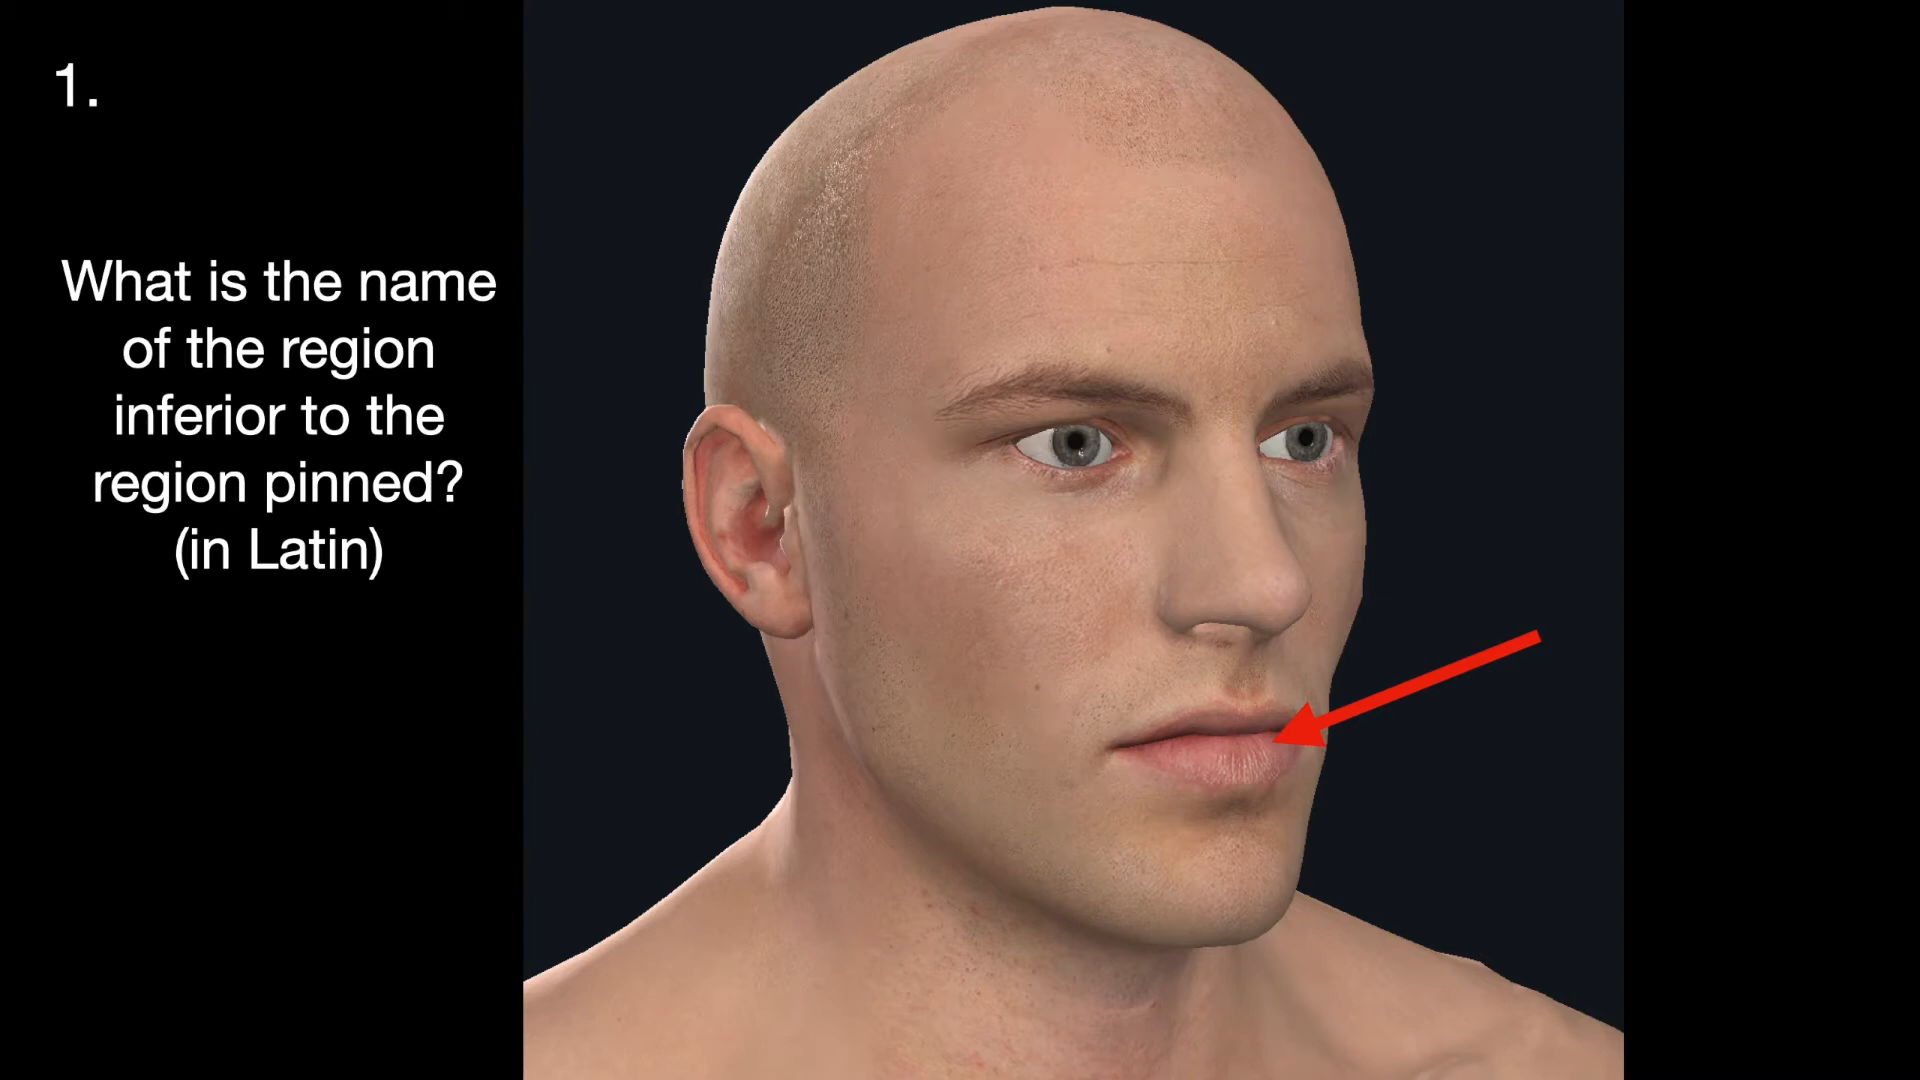 1.
What is the name
of the region
inferior to the
region pinned?
(in Latin)